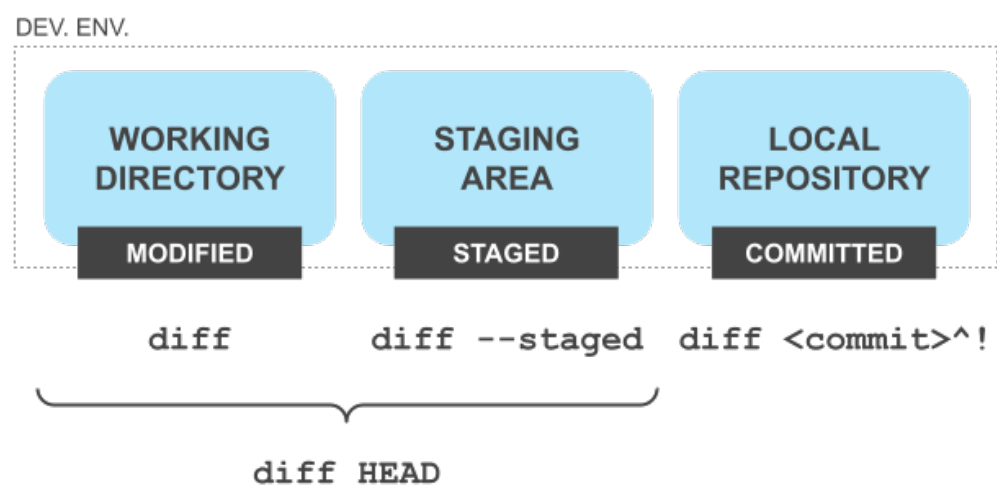 DEV. ENV.
WORKING
DIRECTORY
STAGING
AREA
LOCAL
REPOSITORY
MODIFIED
STAGED
COMMITTED
diff
diff --staged
diff <commit>^!
diff HEAD